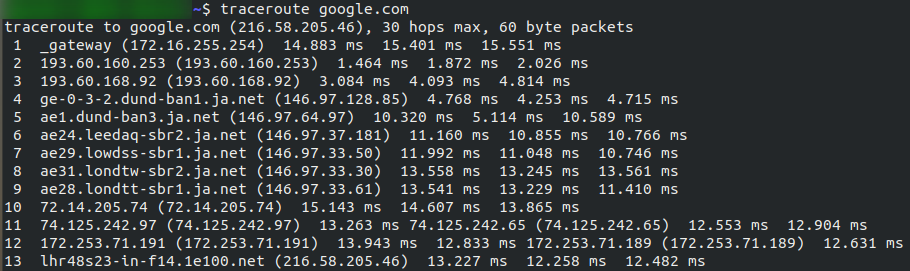 ~$ traceroute google.com
traceroute to google.com (216.58.205.46), 30 hops max, 60 byte packets
1 _gateway (172.16.255.254) 14.883 ms 15.401 ms 15.551 ms
2 193.60.160.253 (193.60.160.253) 1.464 ms 1.872 ms 2.026 ms
3 193.60.168.92 (193.60.168.92) 3.084 ms 4.093 ms 4.814 ms
4 ge-0-3-2.dund-ban1.ja.net (146.97.128.85) 4.768 ms 4.253 ms 4.715 ms
5 ae1.dund-ban3.ja.net (146.97.64.97) 10.320 ms 5.114 ms 10.589 ms
6 ae24.leedaq-sbr2.ja.net (146.97.37.181) 11.160 ms 10.855 ms 10.766 ms
7 ae29.lowdss-sbr1.ja.net (146.97.33.50) 11.992 ms 11.048 ms 10.746 ms
8 ae31.londtw-sbr2.ja.net (146.97.33.30) 13.558 ms 13.245 ms 13.561 ms
9 ae28.londtt-sbr1.ja.net (146.97.33.61) 13.541 ms 13.229 ms 11.410 ms
10 72.14.205.74 (72.14.205.74) 15.143 ms 14.607 ms 13.865 ms
11 74.125.242.97 (74.125.242.97) 13.263 ms 74.125.242.65 (74.125.242.65) 12.553 ms 12.904 ms
12 172.253.71.191 (172.253.71.191) 13.943 ms 12.833 ms 172.253.71.189 (172.253.71.189) 12.631 ms
13 lhr48s23-in-f14.1e100.net (216.58.205.46) 13.227 ms 12.258 ms 12.482 ms